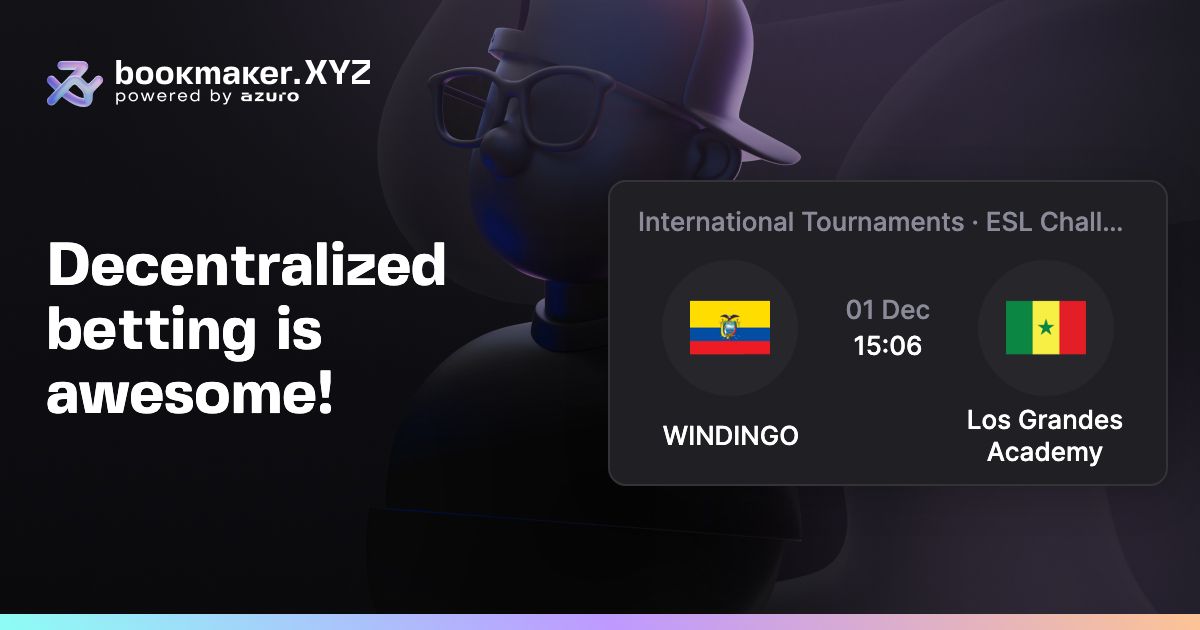 bookmaker.XYZ
powered by azuro
Decentralized
betting is
awesome!
International Tournaments · ESL Chall...
01 Dec
15:06
WINDINGO
Los Grandes
Academy